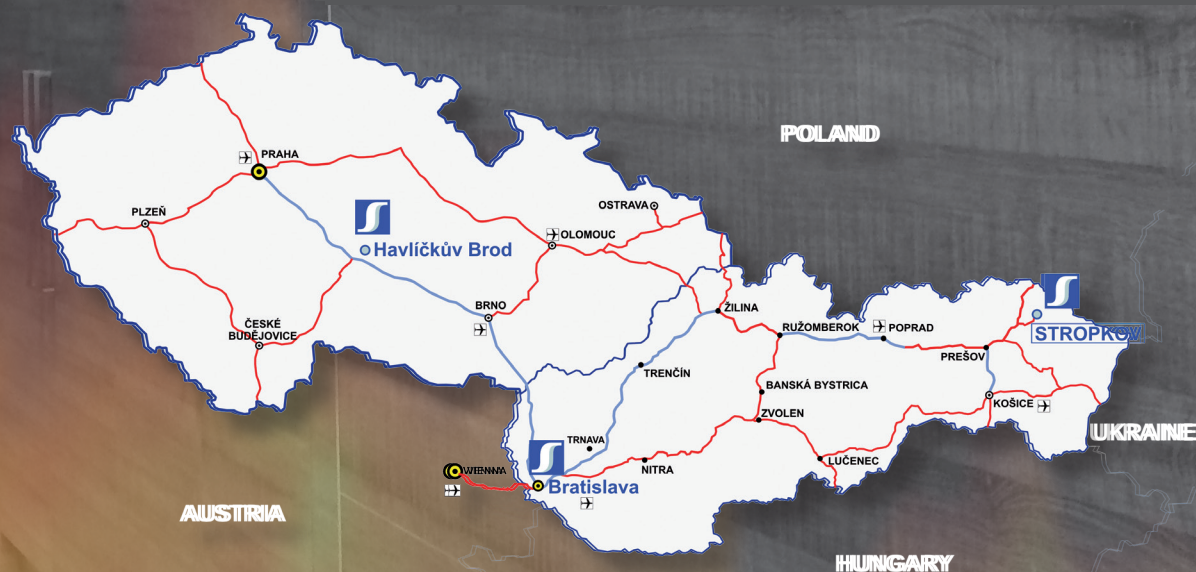 POLAND
PRAHA
OSTRAVA
PLZEŇ
OLOMOUC
Havlíčkův Brod
BRNO
ŽILINA
ČESKÉ
BUDĚJOVICE
RUŽOMBEROK
POPRAD
STROPKOV
PREŠOV
TRENČÍN
BANSKÁ BYSTRICA
KOŠICE
ZVOLEN
UKRAINE
TRNAVA
NITRA
LUČENEC
WIENNA
Bratislava
AUSTRIA
HUNGARY